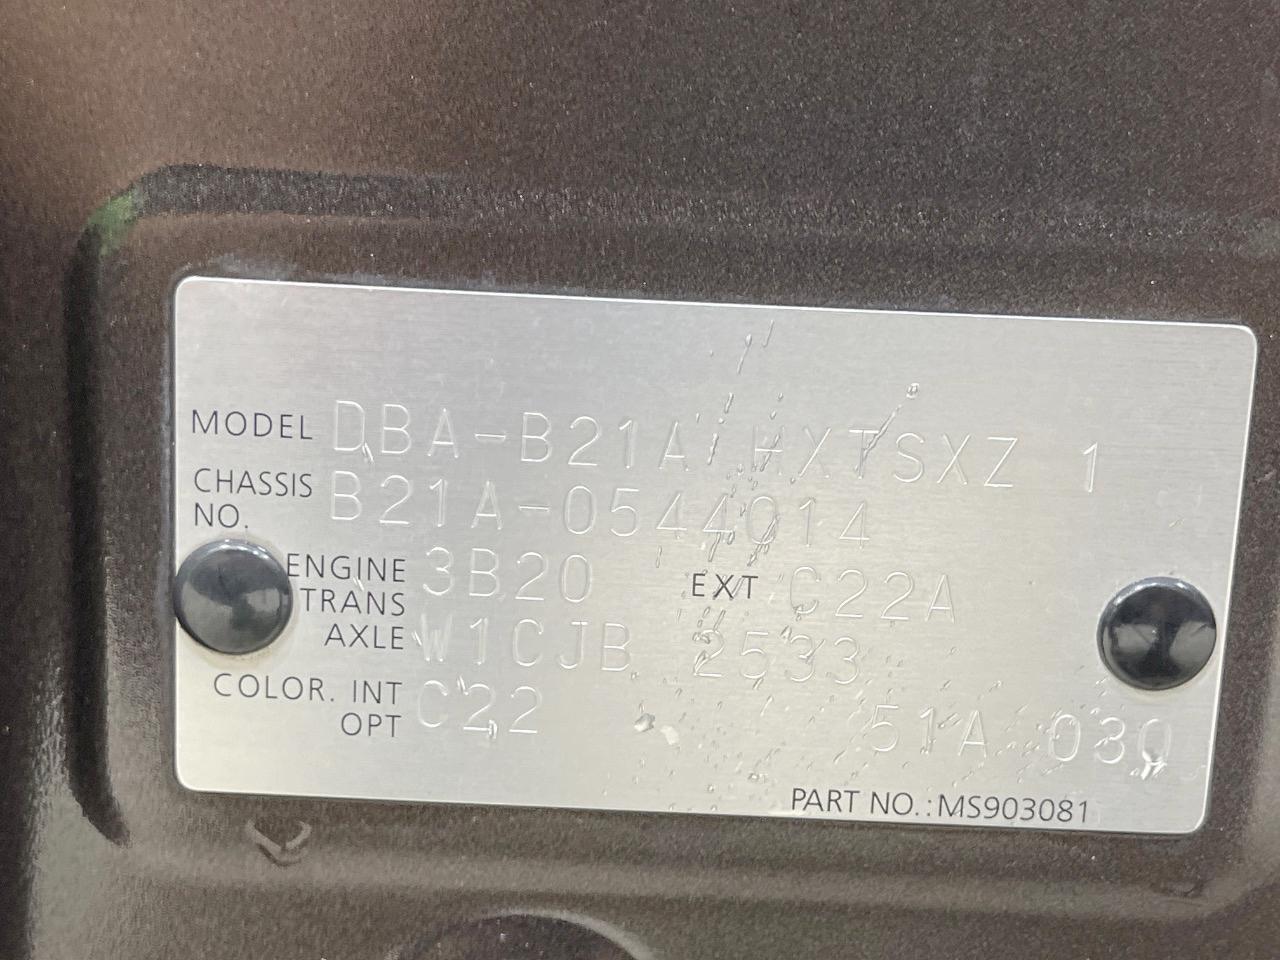 MODEL DBA-B21A HXTSXZ 1
CHASSIS NO. B21A-0544014
ENGINE 3B20 EXT C22A
TRANS
AXLE W1CJB 2533
COLOR. INT
OPT C22 51A 030
PART NO.:MS903081